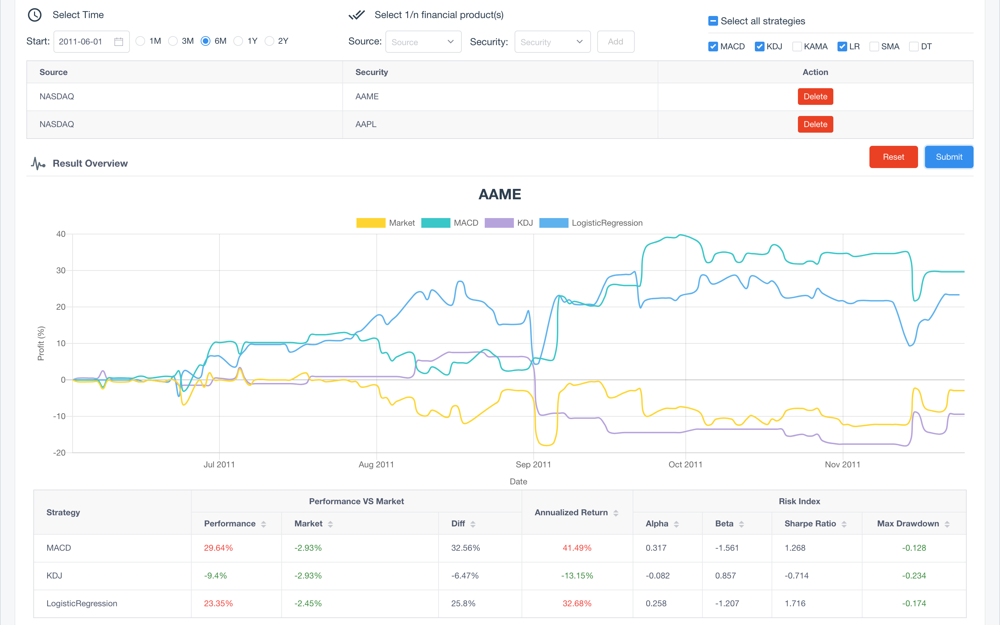 Select Time
Select 1/n financial product(s)
Select all strategies
Start: 2011-06-01 1M 3M 6M 1Y 2Y
Source: Source Security: Security Add
MACD KDJ KAMA LR SMA DT
Source Security Action
NASDAQ AAME Delete
NASDAQ AAPL Delete
Result Overview
Reset Submit
AAME
Market MACD KDJ LogisticRegression
40
30
20
10
0
-10
-20
Profit (%)
Jul 2011 Aug 2011 Sep 2011 Oct 2011 Nov 2011
Date
Strategy Performance VS Market Annualized Return Risk Index
Performance Market Diff Alpha Beta Sharpe Ratio Max Drawdown
MACD 29.64% -2.93% 32.56% 41.49% 0.317 -1.561 1.268 -0.128
KDJ -9.4% -2.93% -6.47% -13.15% -0.082 0.857 -0.714 -0.234
LogisticRegression 23.35% -2.45% 25.8% 32.68% 0.258 -1.207 1.716 -0.174